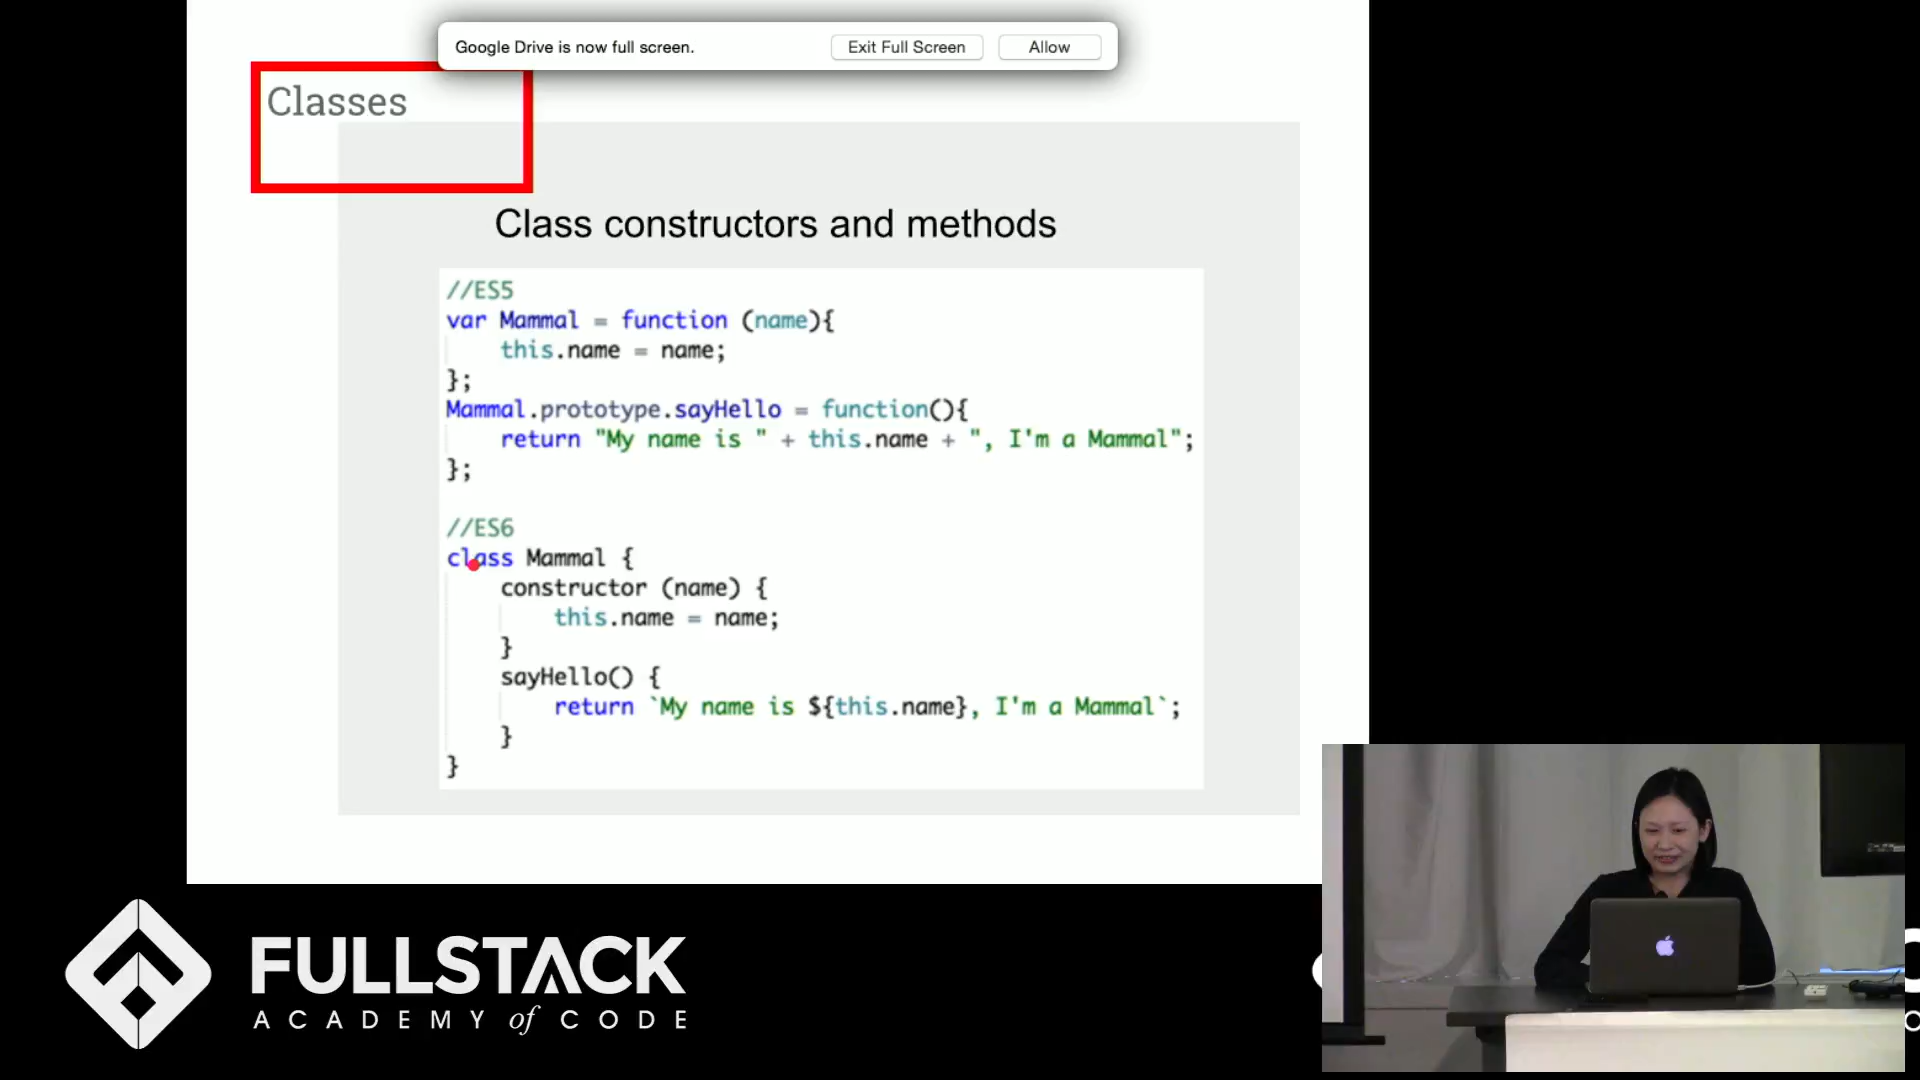 Google Drive is now full screen.
Exit Full Screen
Allow
Classes
Class constructors and methods
//ES5
var Mammal = function (name){
    this.name = name;
};
Mammal.prototype.sayHello = function(){
    return "My name is " + this.name + ", I'm a Mammal";
};
//ES6
class Mammal {
    constructor (name) {
        this.name = name;
    }
    sayHello() {
        return `My name is ${this.name}, I'm a Mammal`;
    }
}
FULLSTACK
ACADEMY of CODE